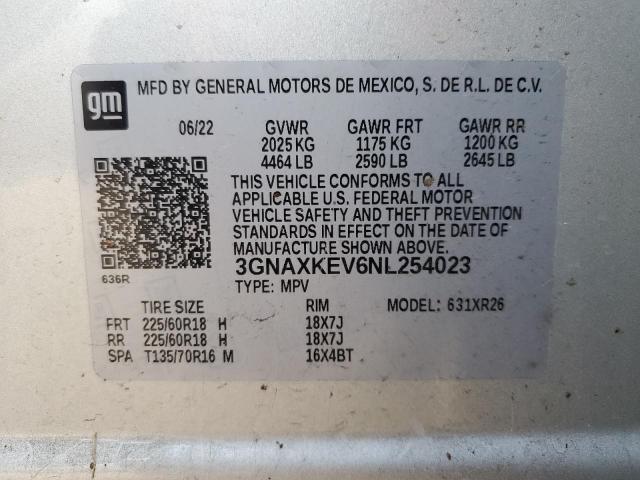 gm
MFD BY GENERAL MOTORS DE MEXICO, S. DE R.L. DE C.V.
06/22 GVWR GAWR FRT GAWR RR
2025 KG 1175 KG 1200 KG
4464 LB 2590 LB 2645 LB
THIS VEHICLE CONFORMS TO ALL
APPLICABLE U.S. FEDERAL MOTOR
VEHICLE SAFETY AND THEFT PREVENTION
STANDARDS IN EFFECT ON THE DATE OF
MANUFACTURE SHOWN ABOVE.
636R
3GNAXKEV6NL254023
TYPE: MPV
TIRE SIZE RIM MODEL: 631XR26
FRT 225/60R18 H 18X7J
RR 225/60R18 H 18X7J
SPA T135/70R16 M 16X4BT